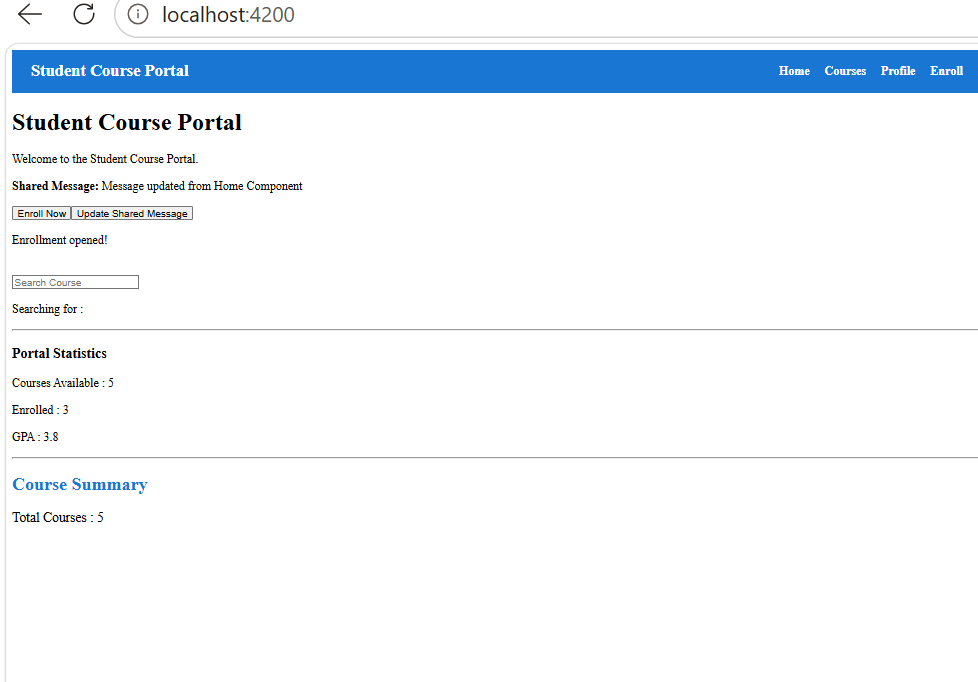 localhost:4200
Student Course Portal Home Courses Profile Enroll
Student Course Portal
Welcome to the Student Course Portal.
Shared Message: Message updated from Home Component
Enroll Now Update Shared Message
Enrollment opened!
Search Course
Searching for :
Portal Statistics
Courses Available : 5
Enrolled : 3
GPA : 3.8
Course Summary
Total Courses : 5